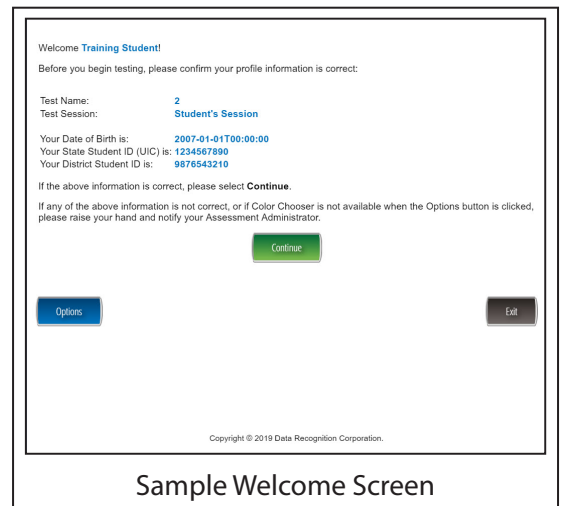 Welcome Training Student!
Before you begin testing, please confirm your profile information is correct:
Test Name: 2
Test Session: Student's Session
Your Date of Birth is: 2007-01-01T00:00:00
Your State Student ID (UIC) is: 1234567890
Your District Student ID is: 9876543210
If the above information is correct, please select Continue.
If any of the above information is not correct, or if Color Chooser is not available when the Options button is clicked,
please raise your hand and notify your Assessment Administrator.
Continue
Options Exit
Copyright © 2019 Data Recognition Corporation.
Sample Welcome Screen